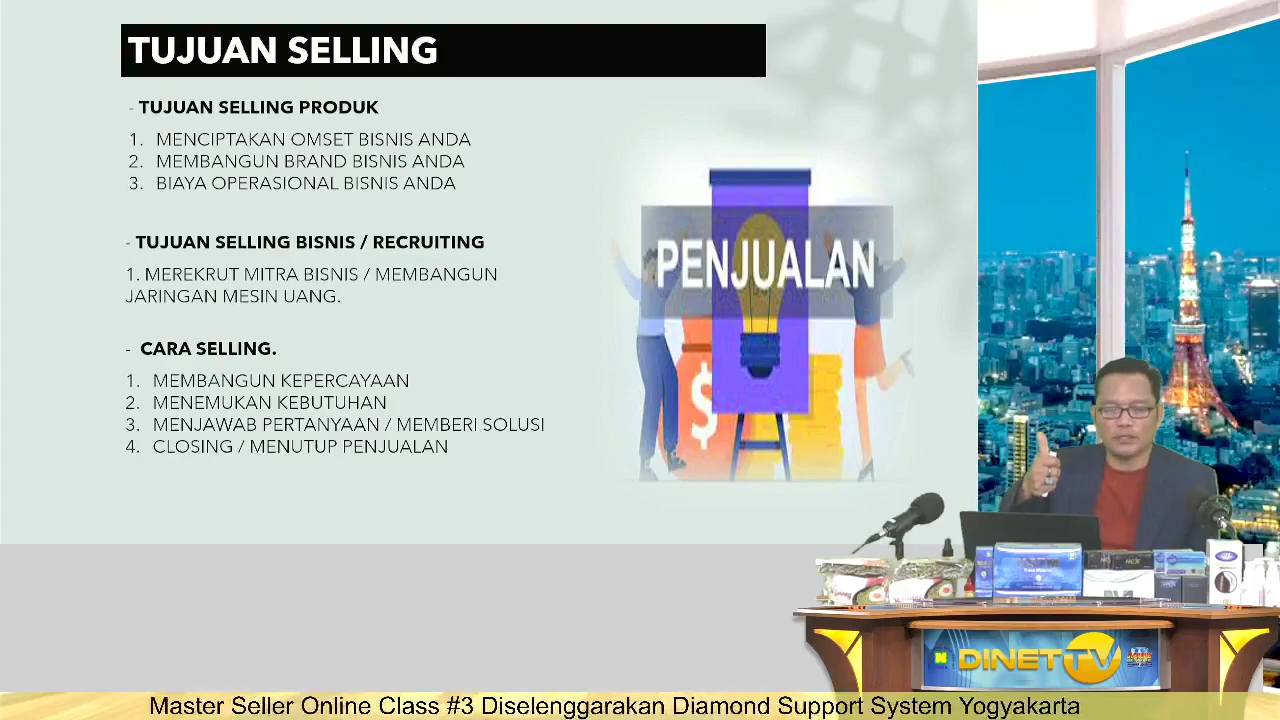 TUJUAN SELLING
- TUJUAN SELLING PRODUK
1. MENCIPTAKAN OMSET BISNIS ANDA
2. MEMBANGUN BRAND BISNIS ANDA
3. BIAYA OPERASIONAL BISNIS ANDA
- TUJUAN SELLING BISNIS / RECRUITING
1. MEREKRUT MITRA BISNIS / MEMBANGUN
JARINGAN MESIN UANG.
- CARA SELLING.
1. MEMBANGUN KEPERCAYAAN
2. MENEMUKAN KEBUTUHAN
3. MENJAWAB PERTANYAAN / MEMBERI SOLUSI
4. CLOSING / MENUTUP PENJUALAN
PENJUALAN
$
DINET TV
Master Seller Online Class #3 Diselenggarakan Diamond Support System Yogyakarta